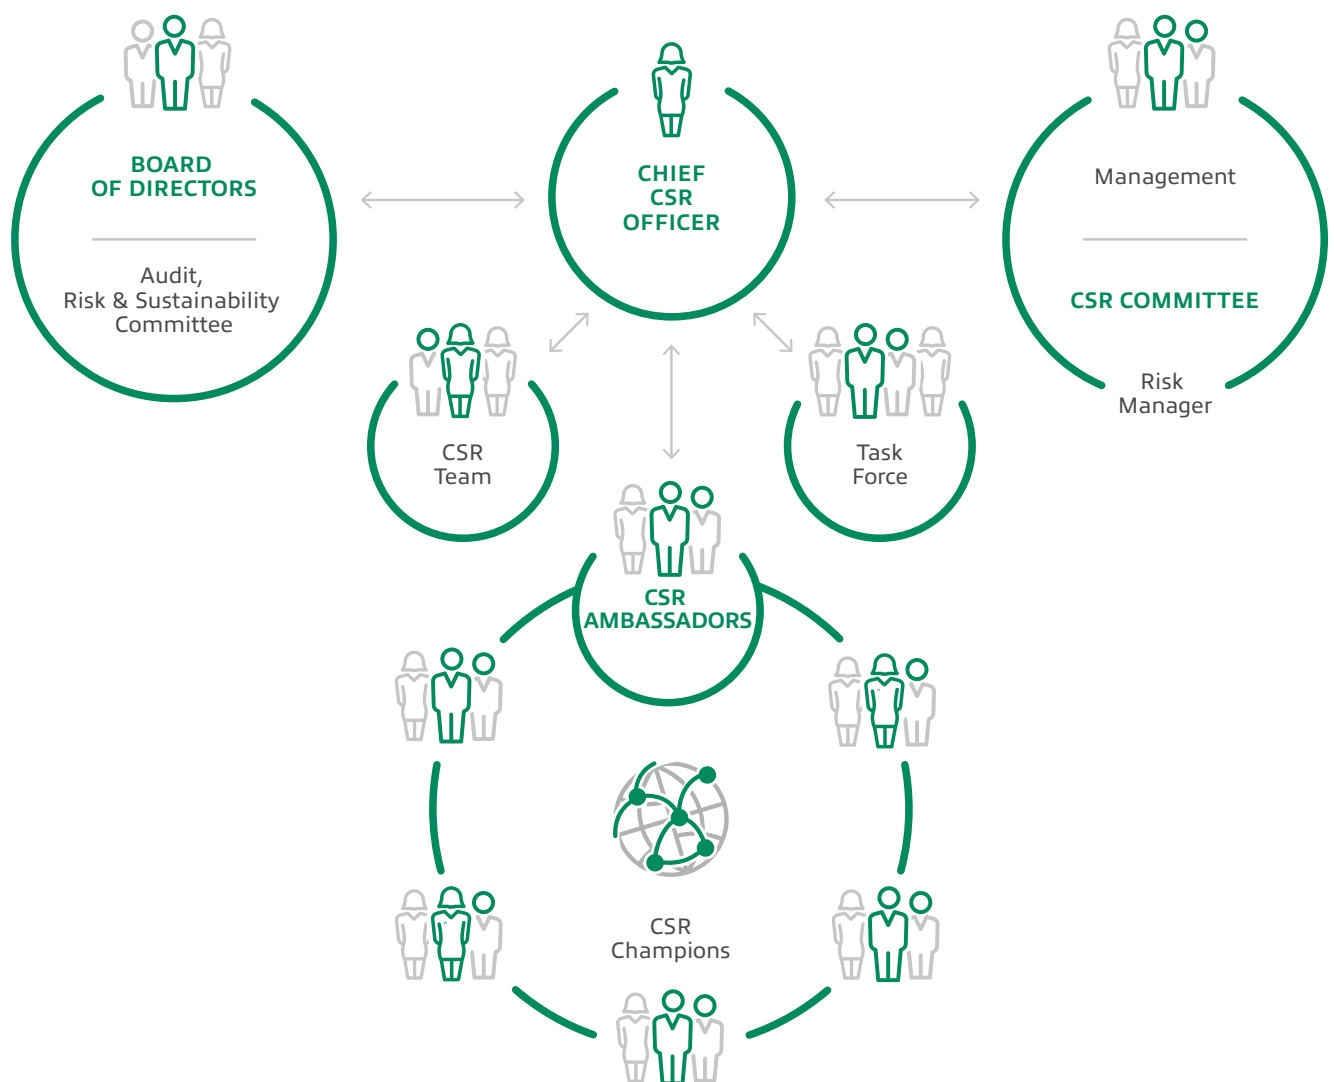 BOARD
OF DIRECTORS
Audit,
Risk & Sustainability
Committee
CHIEF
CSR
OFFICER
Management
CSR COMMITTEE
Risk
Manager
CSR
Team
Task
Force
CSR
AMBASSADORS
CSR
Champions